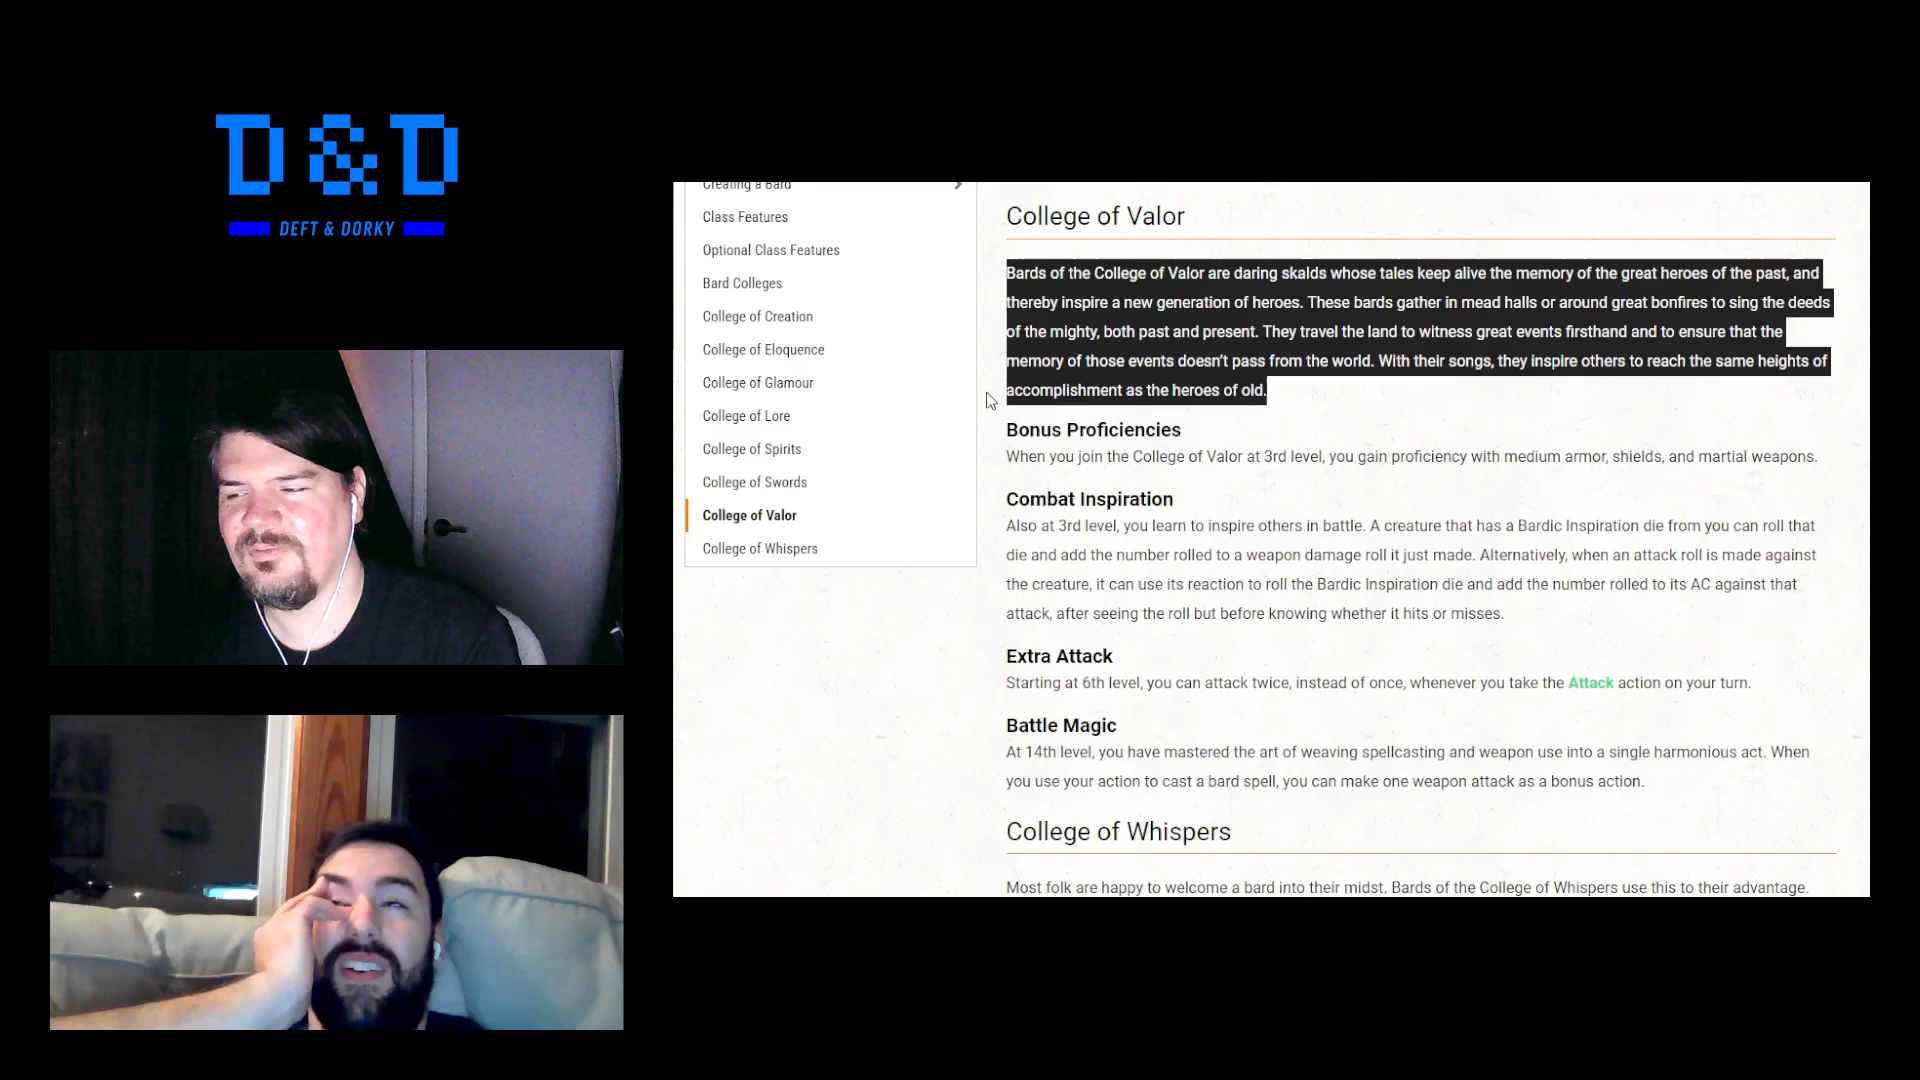 D&D
DEFT & DORKY
Creating a Bard
Class Features
Optional Class Features
Bard Colleges
College of Creation
College of Eloquence
College of Glamour
College of Lore
College of Spirits
College of Swords
College of Valor
College of Whispers
College of Valor
Bards of the College of Valor are daring skalds whose tales keep alive the memory of the great heroes of the past, and
thereby inspire a new generation of heroes. These bards gather in mead halls or around great bonfires to sing the deeds
of the mighty, both past and present. They travel the land to witness great events firsthand and to ensure that the
memory of those events doesn’t pass from the world. With their songs, they inspire others to reach the same heights of
accomplishment as the heroes of old.
Bonus Proficiencies
When you join the College of Valor at 3rd level, you gain proficiency with medium armor, shields, and martial weapons.
Combat Inspiration
Also at 3rd level, you learn to inspire others in battle. A creature that has a Bardic Inspiration die from you can roll that
die and add the number rolled to a weapon damage roll it just made. Alternatively, when an attack roll is made against
the creature, it can use its reaction to roll the Bardic Inspiration die and add the number rolled to its AC against that
attack, after seeing the roll but before knowing whether it hits or misses.
Extra Attack
Starting at 6th level, you can attack twice, instead of once, whenever you take the Attack action on your turn.
Battle Magic
At 14th level, you have mastered the art of weaving spellcasting and weapon use into a single harmonious act. When
you use your action to cast a bard spell, you can make one weapon attack as a bonus action.
College of Whispers
Most folk are happy to welcome a bard into their midst. Bards of the College of Whispers use this to their advantage.